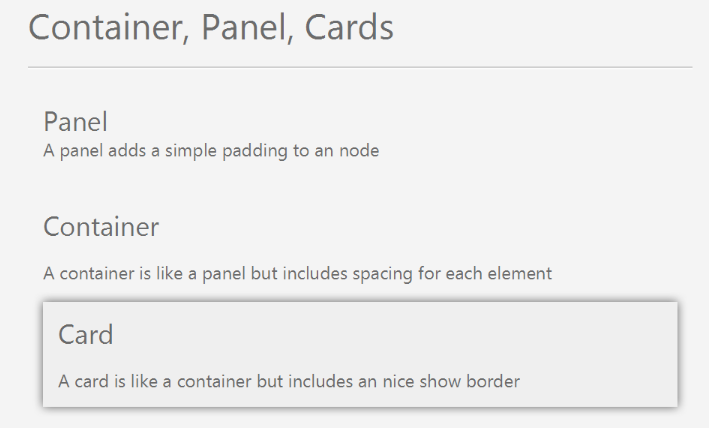 Container, Panel, Cards
Panel
A panel adds a simple padding to an node
Container
A container is like a panel but includes spacing for each element
Card
A card is like a container but includes an nice show border